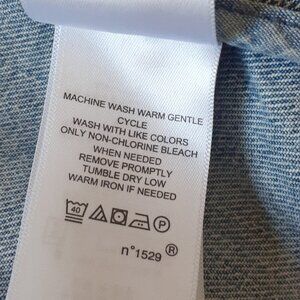 MACHINE WASH WARM GENTLE
CYCLE
WASH WITH LIKE COLORS
ONLY NON-CHLORINE BLEACH
WHEN NEEDED
REMOVE PROMPTLY
TUMBLE DRY LOW
WARM IRON IF NEEDED
40 P
n°1529 ®